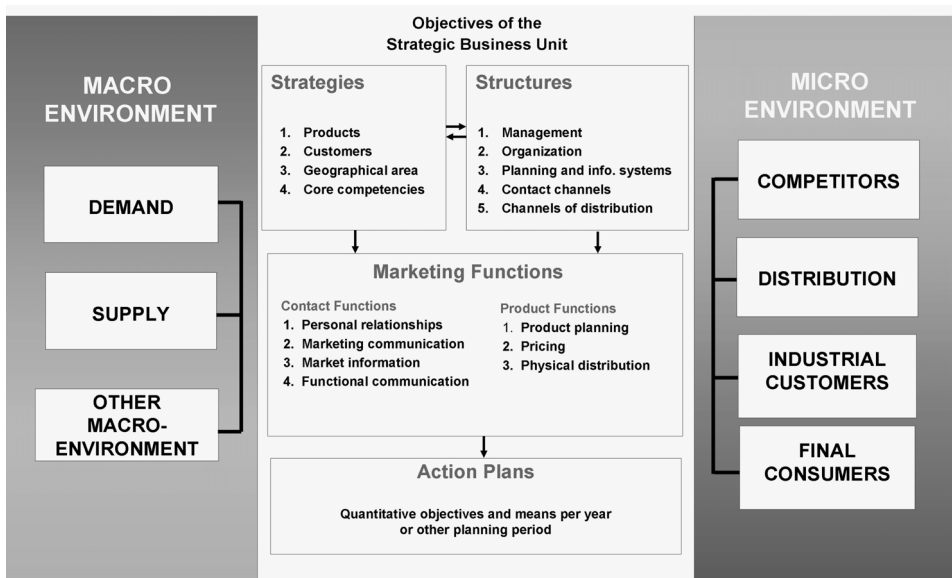 Objectives of the
Strategic Business Unit
MACRO
ENVIRONMENT
DEMAND
SUPPLY
OTHER
MACRO-
ENVIRONMENT
Strategies
1. Products
2. Customers
3. Geographical area
4. Core competencies
Structures
1. Management
2. Organization
3. Planning and info. systems
4. Contact channels
5. Channels of distribution
Marketing Functions
Contact Functions
1. Personal relationships
2. Marketing communication
3. Market information
4. Functional communication
Product Functions
1. Product planning
2. Pricing
3. Physical distribution
Action Plans
Quantitative objectives and means per year
or other planning period
MICRO
ENVIRONMENT
COMPETITORS
DISTRIBUTION
INDUSTRIAL
CUSTOMERS
FINAL
CONSUMERS